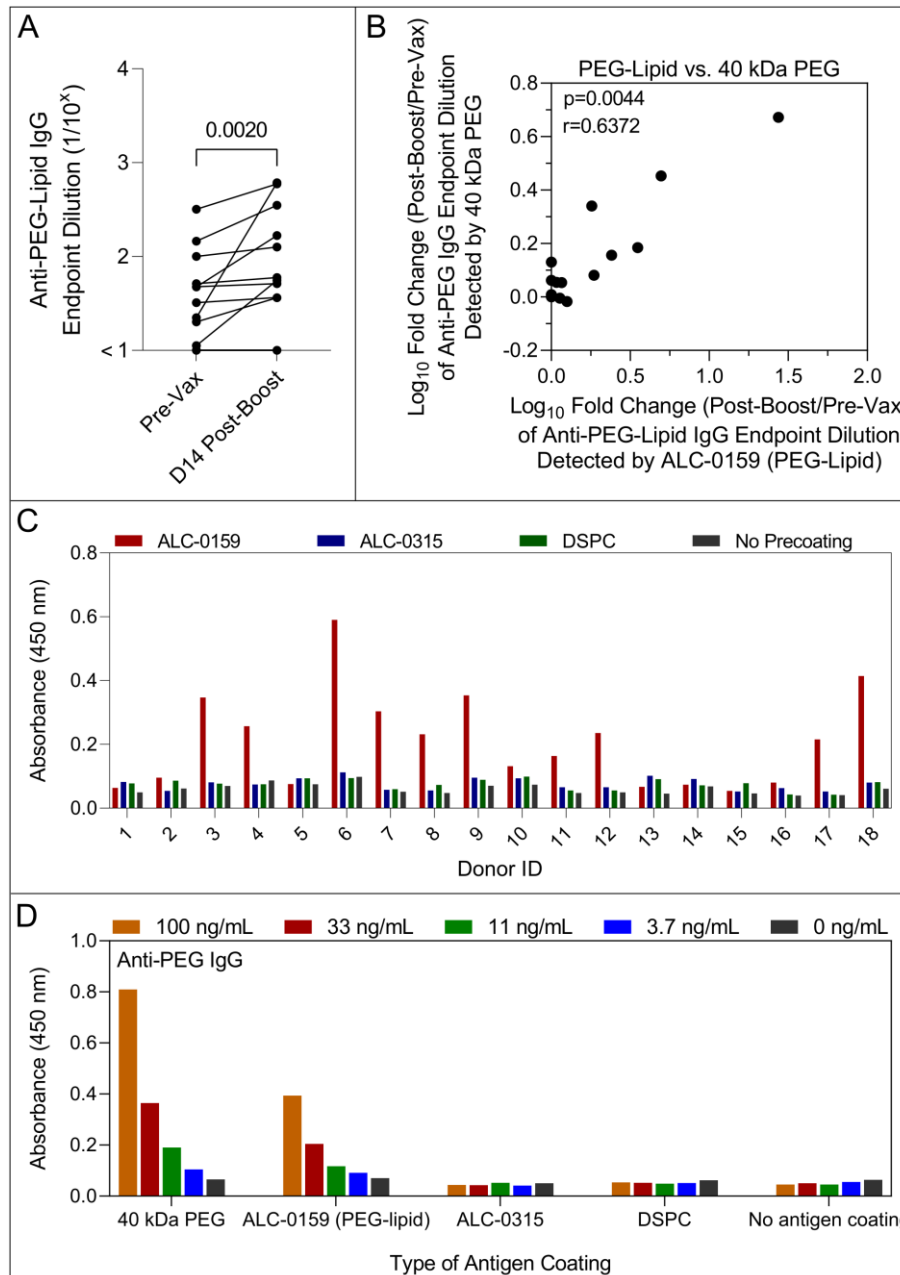 A
Anti-PEG-Lipid IgG
Endpoint Dilution (1/10ˣ)
4
3
2
< 1
0.0020
Pre-Vax
D14 Post-Boost
B
PEG-Lipid vs. 40 kDa PEG
p=0.0044
r=0.6372
Log₁₀ Fold Change (Post-Boost/Pre-Vax)
of Anti-PEG IgG Endpoint Dilution
Detected by 40 kDa PEG
0.8
0.6
0.4
0.2
0.0
-0.2
0.0 0.5 1.0 1.5 2.0
Log₁₀ Fold Change (Post-Boost/Pre-Vax
of Anti-PEG-Lipid IgG Endpoint Dilution
Detected by ALC-0159 (PEG-Lipid)
C
ALC-0159 ALC-0315 DSPC No Precoating
Absorbance (450 nm)
0.8
0.6
0.4
0.2
0.0
1 2 3 4 5 6 7 8 9 10 11 12 13 14 15 16 17 18
Donor ID
D
100 ng/mL 33 ng/mL 11 ng/mL 3.7 ng/mL 0 ng/mL
Anti-PEG IgG
Absorbance (450 nm)
1.0
0.8
0.6
0.4
0.2
0.0
40 kDa PEG ALC-0159 (PEG-lipid) ALC-0315 DSPC No antigen coating
Type of Antigen Coating